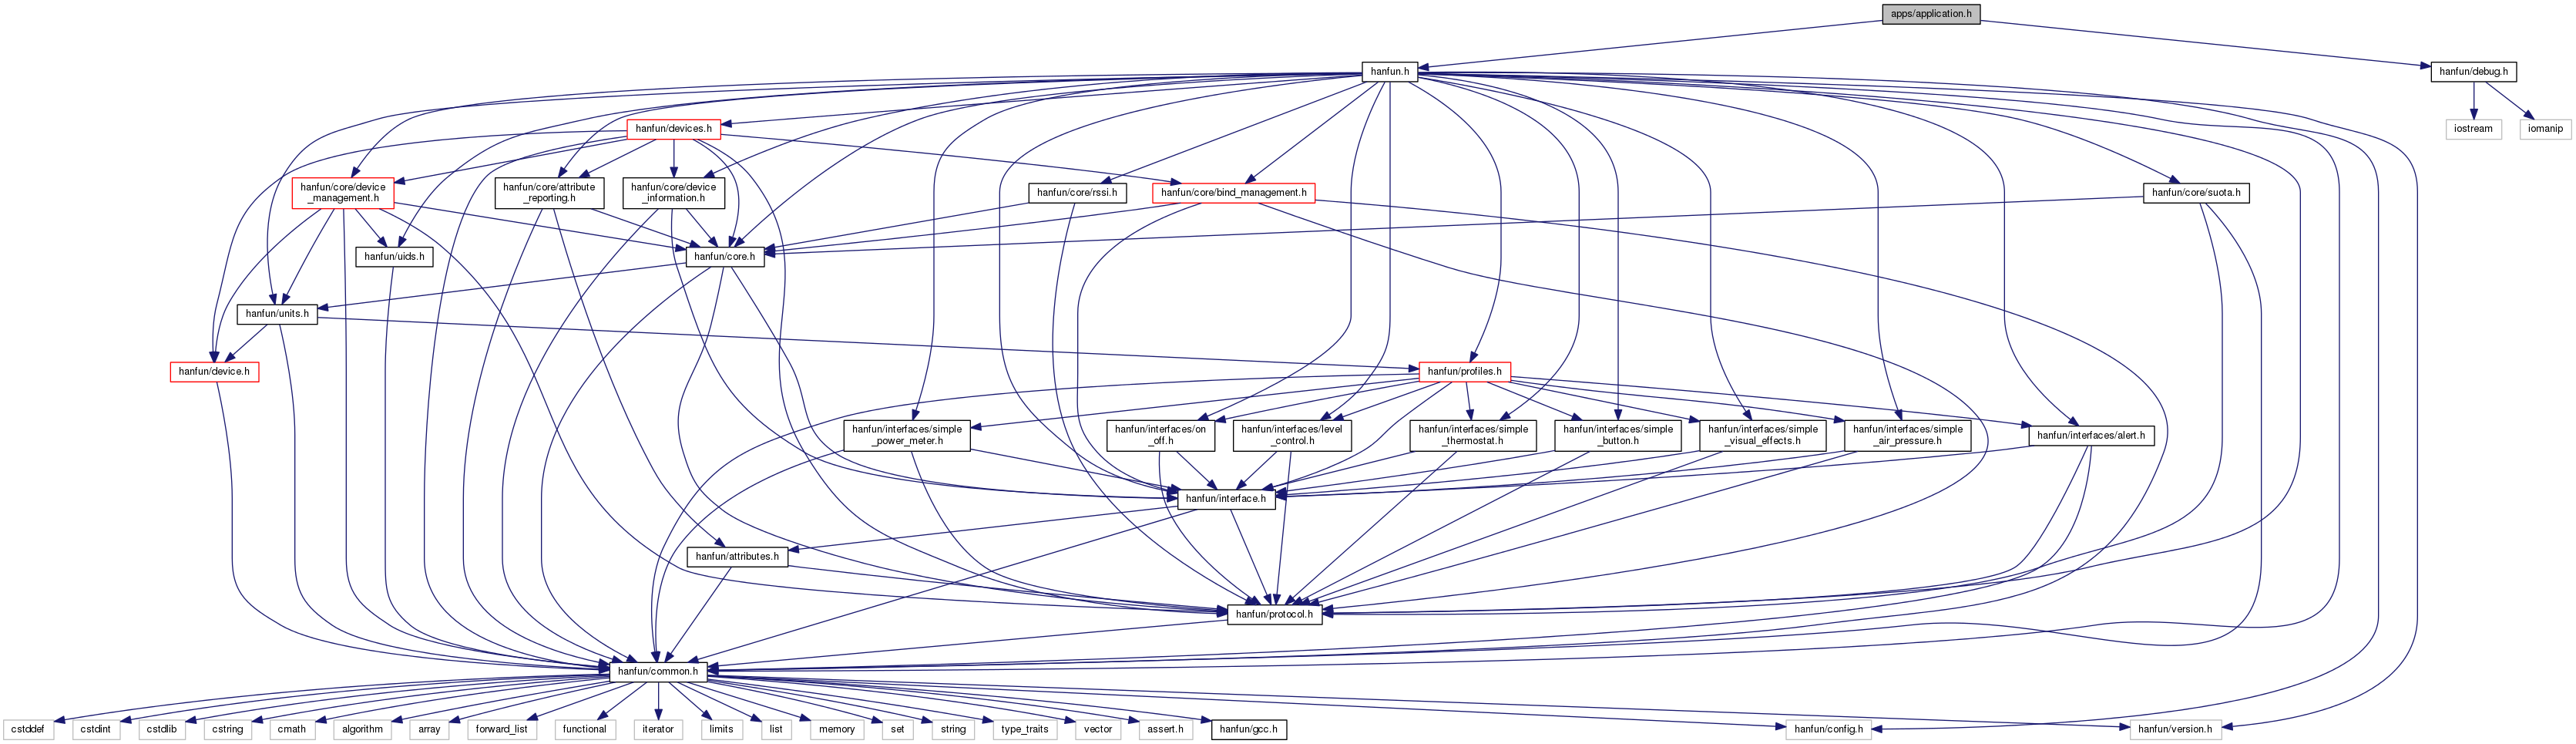 apps/application.h
hanfun.h
hanfun/debug.h
iostream
iomanip
hanfun/devices.h
hanfun/core/device
_management.h
hanfun/core/attribute
_reporting.h
hanfun/core/device
_information.h
hanfun/core/rssi.h
hanfun/core/bind_management.h
hanfun/core/suota.h
hanfun/uids.h
hanfun/core.h
hanfun/units.h
hanfun/device.h
hanfun/profiles.h
hanfun/interfaces/simple
_power_meter.h
hanfun/interfaces/on
_off.h
hanfun/interfaces/level
_control.h
hanfun/interfaces/simple
_thermostat.h
hanfun/interfaces/simple
_button.h
hanfun/interfaces/simple
_visual_effects.h
hanfun/interfaces/simple
_air_pressure.h
hanfun/interfaces/alert.h
hanfun/interface.h
hanfun/attributes.h
hanfun/protocol.h
hanfun/common.h
cstddef
cstdint
cstdlib
cstring
cmath
algorithm
array
forward_list
functional
iterator
limits
list
memory
set
string
type_traits
vector
assert.h
hanfun/gcc.h
hanfun/config.h
hanfun/version.h